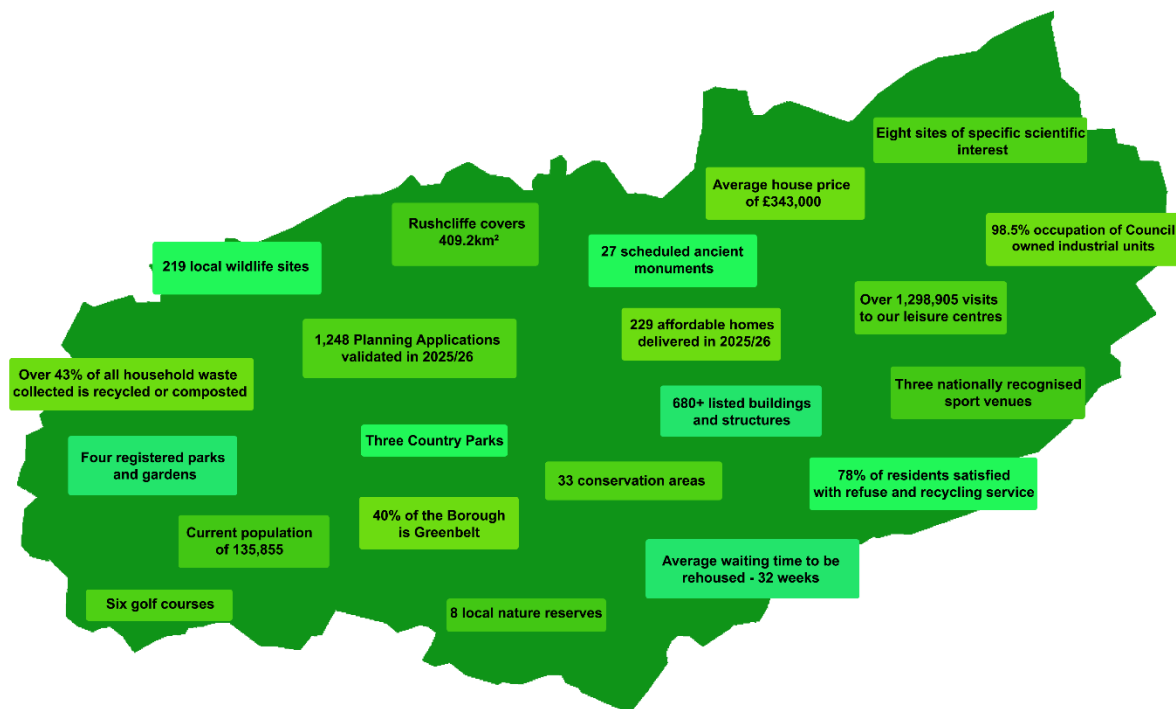 Eight sites of specific scientific
interest
Average house price
of £343,000
Rushcliffe covers
409.2km²
98.5% occupation of Council
owned industrial units
27 scheduled ancient
monuments
219 local wildlife sites
Over 1,298,905 visits
to our leisure centres
229 affordable homes
delivered in 2025/26
1,248 Planning Applications
validated in 2025/26
Over 43% of all household waste
collected is recycled or composted
Three nationally recognised
sport venues
680+ listed buildings
and structures
Three Country Parks
Four registered parks
and gardens
33 conservation areas
78% of residents satisfied
with refuse and recycling service
40% of the Borough
is Greenbelt
Current population
of 135,855
Average waiting time to be
rehoused - 32 weeks
Six golf courses
8 local nature reserves